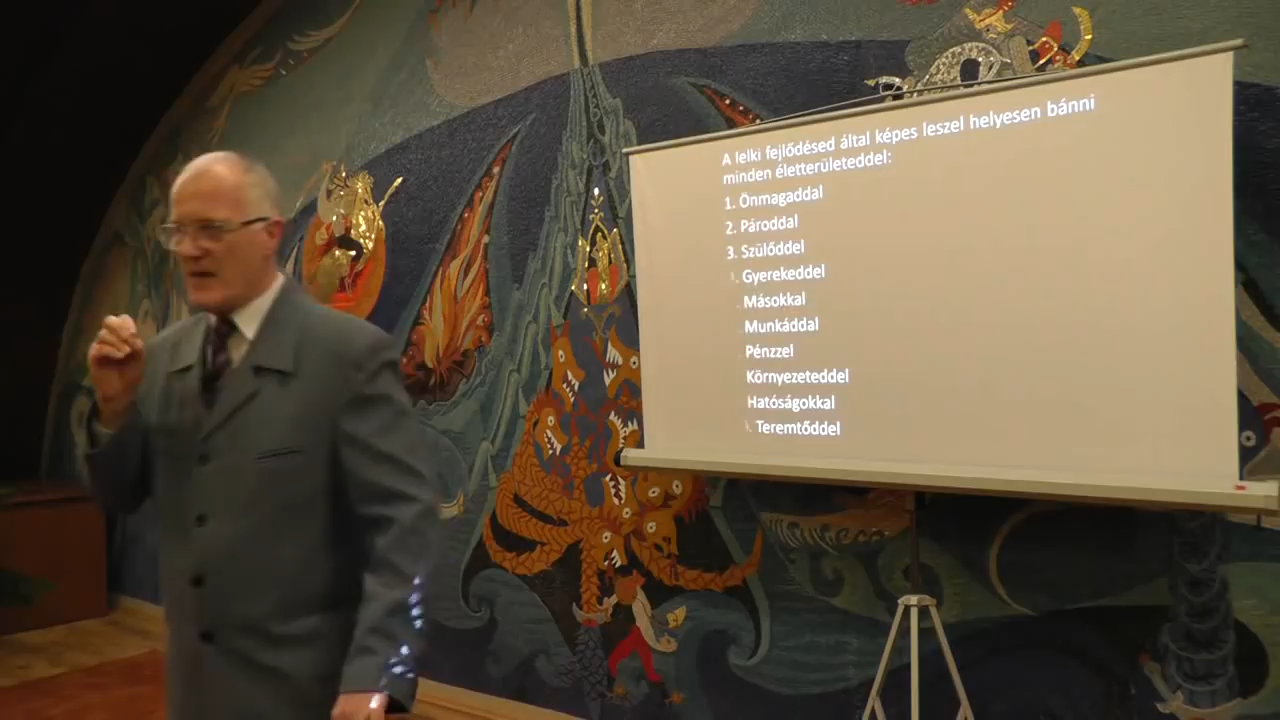 A lelki fejlődésed által képes leszel helyesen bánni
minden életterületeddel:
1. Önmagaddal
2. Pároddal
3. Szülőddel
Gyerekeddel
Másokkal
Munkáddal
Pénzzel
Környezeteddel
Hatóságokkal
Teremtőddel